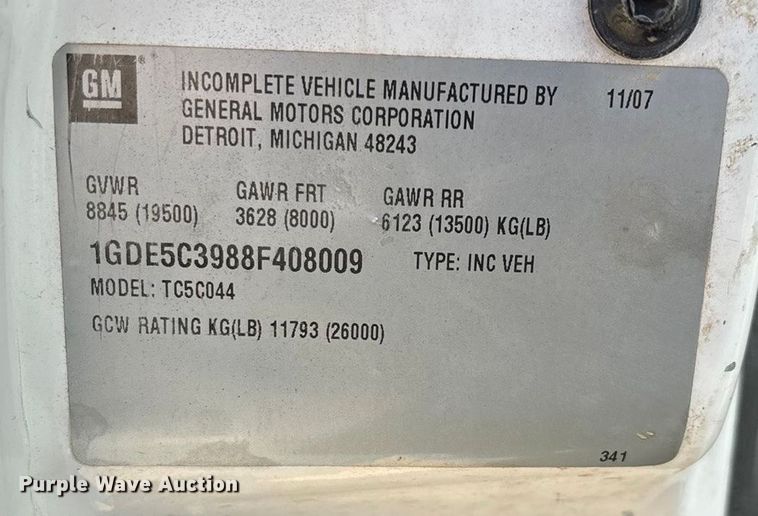 GM
INCOMPLETE VEHICLE MANUFACTURED BY 11/07
GENERAL MOTORS CORPORATION
DETROIT, MICHIGAN 48243
GVWR GAWR FRT GAWR RR
8845 (19500) 3628 (8000) 6123 (13500) KG(LB)
1GDE5C3988F408009 TYPE: INC VEH
MODEL: TC5C044
GCW RATING KG(LB) 11793 (26000)
341
Purple Wave Auction